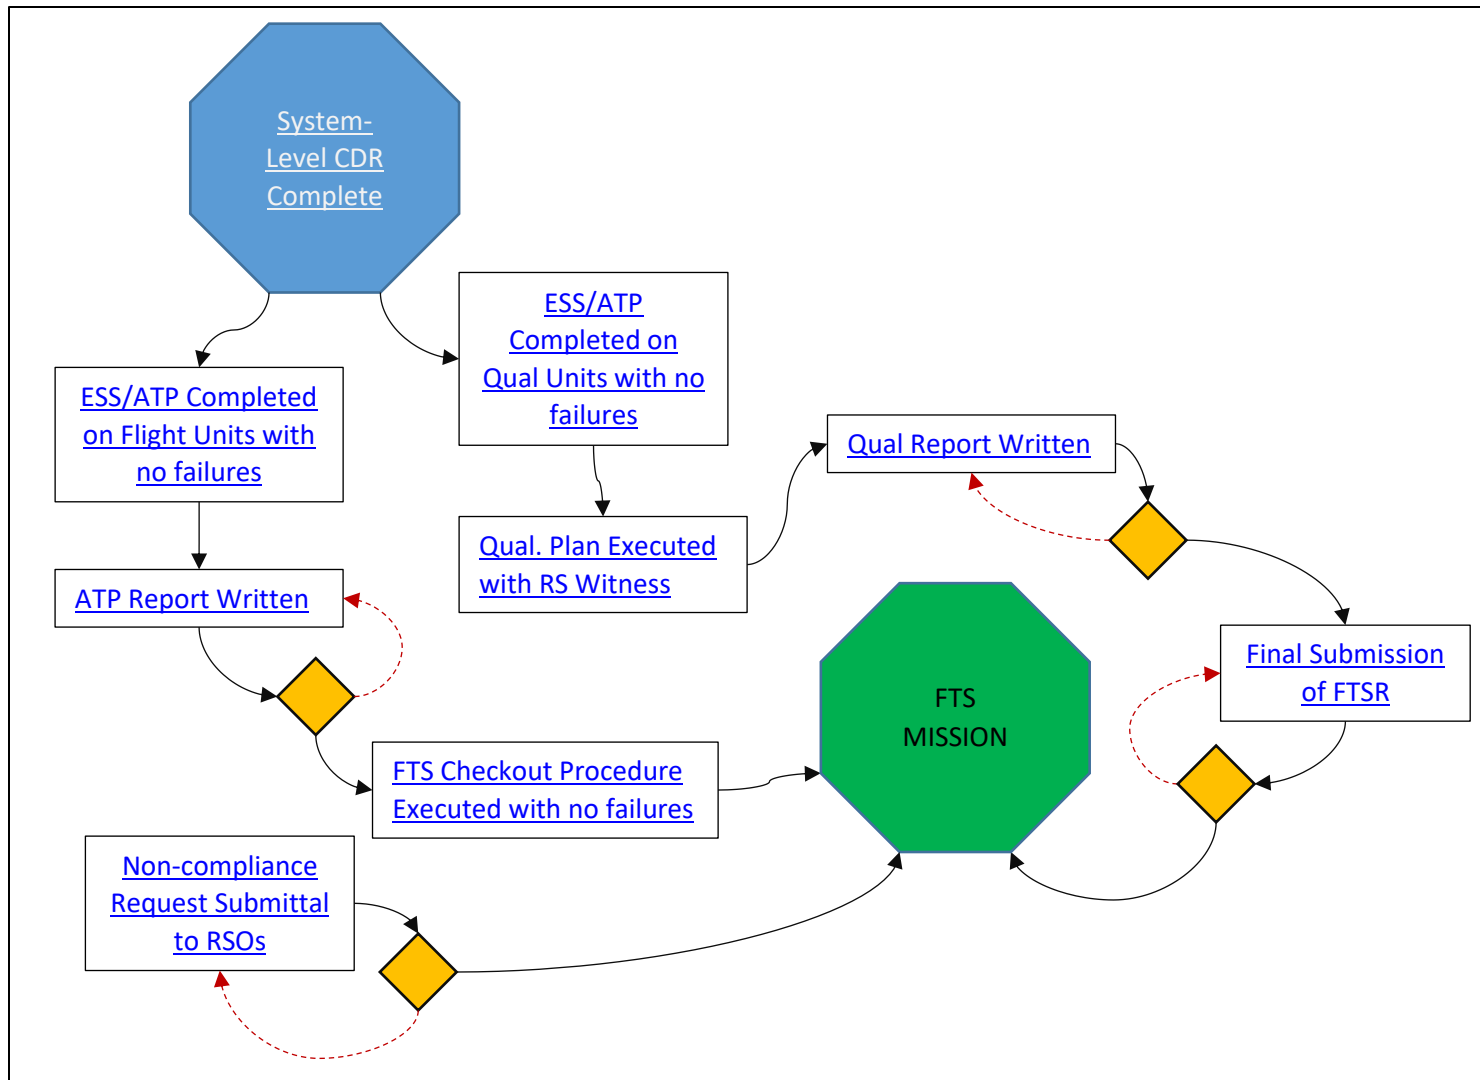 System-
Level CDR
Complete
ESS/ATP
Completed on
Qual Units with no
failures
ESS/ATP Completed
on Flight Units with
no failures
Qual Report Written
Qual. Plan Executed
with RS Witness
ATP Report Written
Final Submission
of FTSR
FTS
MISSION
FTS Checkout Procedure
Executed with no failures
Non-compliance
Request Submittal
to RSOs